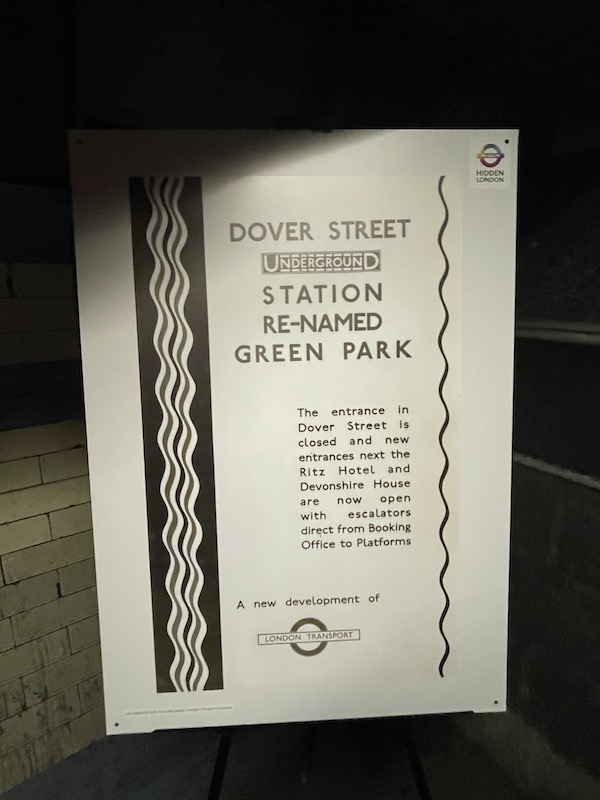 HIDDEN
LONDON
DOVER STREET
UNDERGROUND
STATION
RE-NAMED
GREEN PARK
The entrance in
Dover Street is
closed and new
entrances next the
Ritz Hotel and
Devonshire House
are now open
with escalators
direct from Booking
Office to Platforms
A new development of
LONDON TRANSPORT